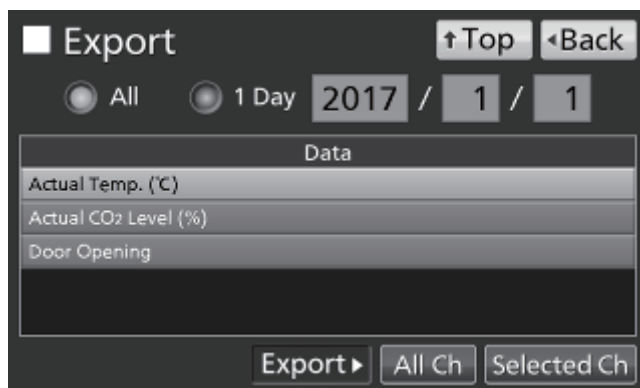 Export ↑Top ◂Back
All 1 Day 2017 / 1 / 1
Data
Actual Temp. (℃)
Actual CO₂ Level (%)
Door Opening
Export▸ All Ch Selected Ch